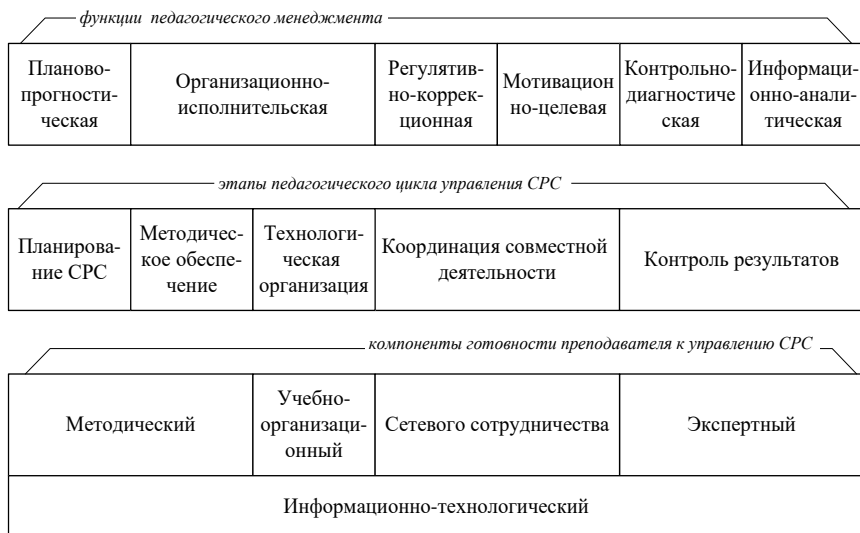 функции педагогического менеджмента
Планово-
прогности-
ческая
Организационно-
исполнительская
Регулятив-
но-коррек-
ционная
Мотивацион
но-целевая
Контрольно-
диагностиче
ская
Информаци-
онно-анали-
тическая
этапы педагогического цикла управления СРС
Планирова-
ние СРС
Методичес-
кое обеспе-
чение
Технологи-
ческая
организация
Координация совместной
деятельности
Контроль результатов
компоненты готовности преподавателя к управлению СРС
Методический
Учебно-
организаци-
онный
Сетевого сотрудничества
Экспертный
Информационно-технологический